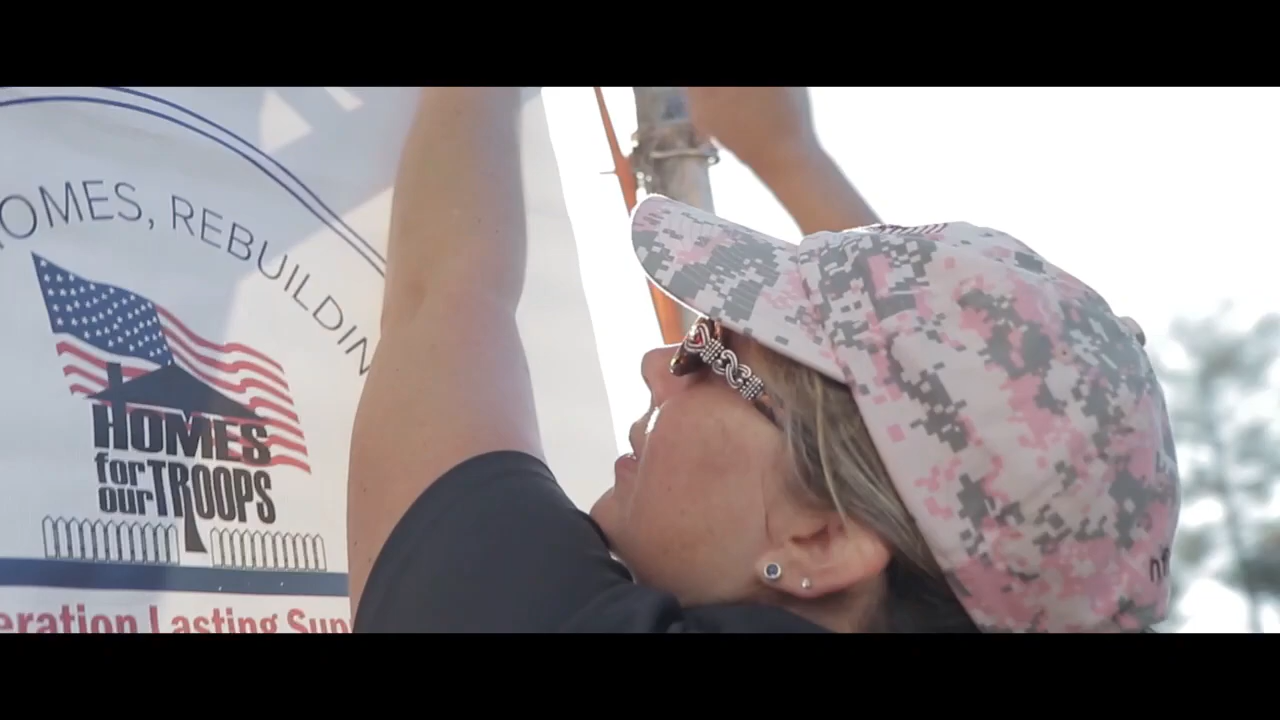 OMES, REBUILDIN
HOMES
for
our TROOPS
eration Lasting Sup